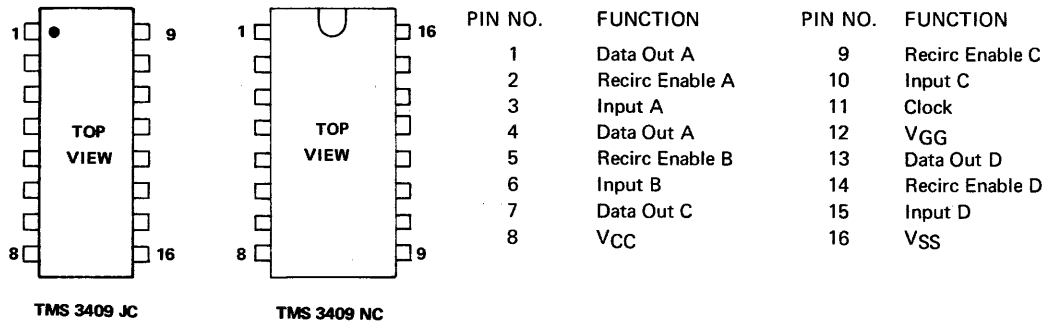 PIN NO. FUNCTION PIN NO. FUNCTION
1 Data Out A 9 Recirc Enable C
2 Recirc Enable A 10 Input C
3 Input A 11 Clock
4 Data Out A 12 VGG
5 Recirc Enable B 13 Data Out D
6 Input B 14 Recirc Enable D
7 Data Out C 15 Input D
8 VCC 16 VSS
1 9
TOP
VIEW
8 16
TMS 3409 JC
1 16
TOP
VIEW
8 9
TMS 3409 NC